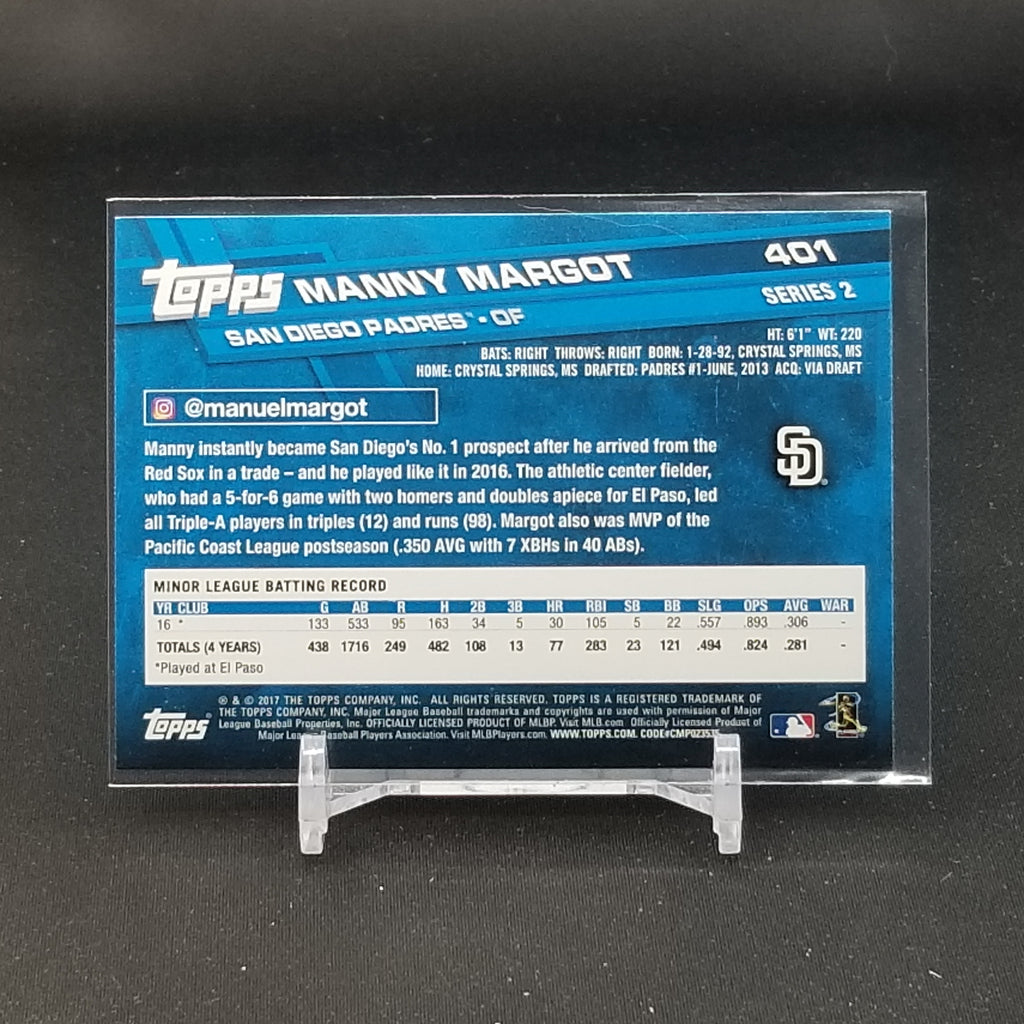 TOPPS MANNY MARGOT 401
SAN DIEGO PADRES™ • OF SERIES 2
HT: 6'1" WT: 220
BATS: RIGHT THROWS: RIGHT BORN: 1-28-92, CRYSTAL SPRINGS, MS
HOME: CRYSTAL SPRINGS, MS DRAFTED: PADRES #1-JUNE, 2013 ACQ: VIA DRAFT
@manuelmargot
SD
Manny instantly became San Diego's No. 1 prospect after he arrived from the
Red Sox in a trade – and he played like it in 2016. The athletic center fielder,
who had a 5-for-6 game with two homers and doubles apiece for El Paso, led
all Triple-A players in triples (12) and runs (98). Margot also was MVP of the
Pacific Coast League postseason (.350 AVG with 7 XBHs in 40 ABs).
MINOR LEAGUE BATTING RECORD
YR CLUB G AB R H 2B 3B HR RBI SB BB SLG OPS AVG WAR
16 * 133 533 95 163 34 5 30 105 5 22 .557 .893 .306 -
TOTALS (4 YEARS) 438 1716 249 482 108 13 77 283 23 121 .494 .824 .281 -
*Played at El Paso
® & © 2017 THE TOPPS COMPANY, INC. ALL RIGHTS RESERVED. TOPPS IS A REGISTERED TRADEMARK OF
THE TOPPS COMPANY, INC. Major League Baseball trademarks and copyrights are used with permission of Major
League Baseball Properties, Inc. OFFICIALLY LICENSED PRODUCT OF MLBP. Visit MLB.com Officially Licensed Product of
Major League Baseball Players Association. Visit MLBPlayers.com. WWW.TOPPS.COM.
TOPPS